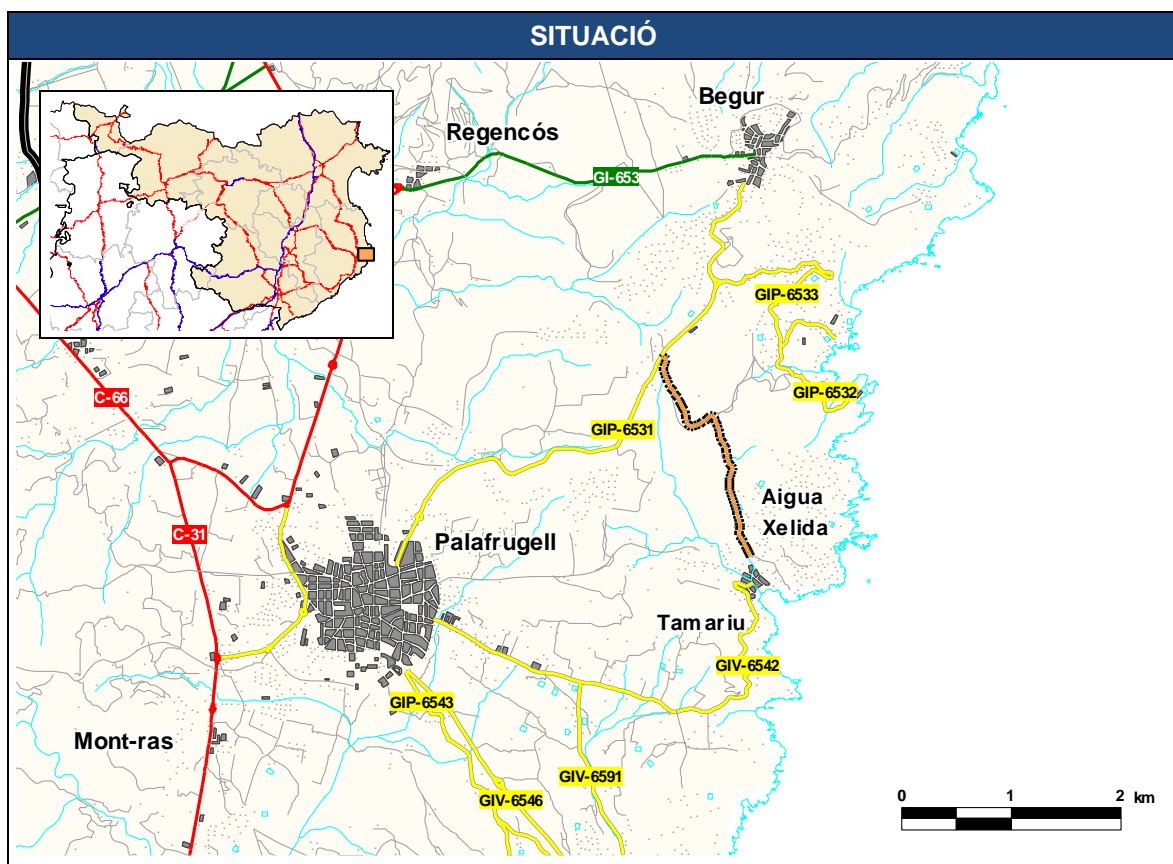 SITUACIÓ
Begur
Regencós
GI-653
GIP-6533
C-66
GIP-6532
GIP-6531
Aigua
Xelida
C-31
Palafrugell
Tamariu
GIV-6542
GIP-6543
Mont-ras
GIV-6591
GIV-6546
0 1 2 km